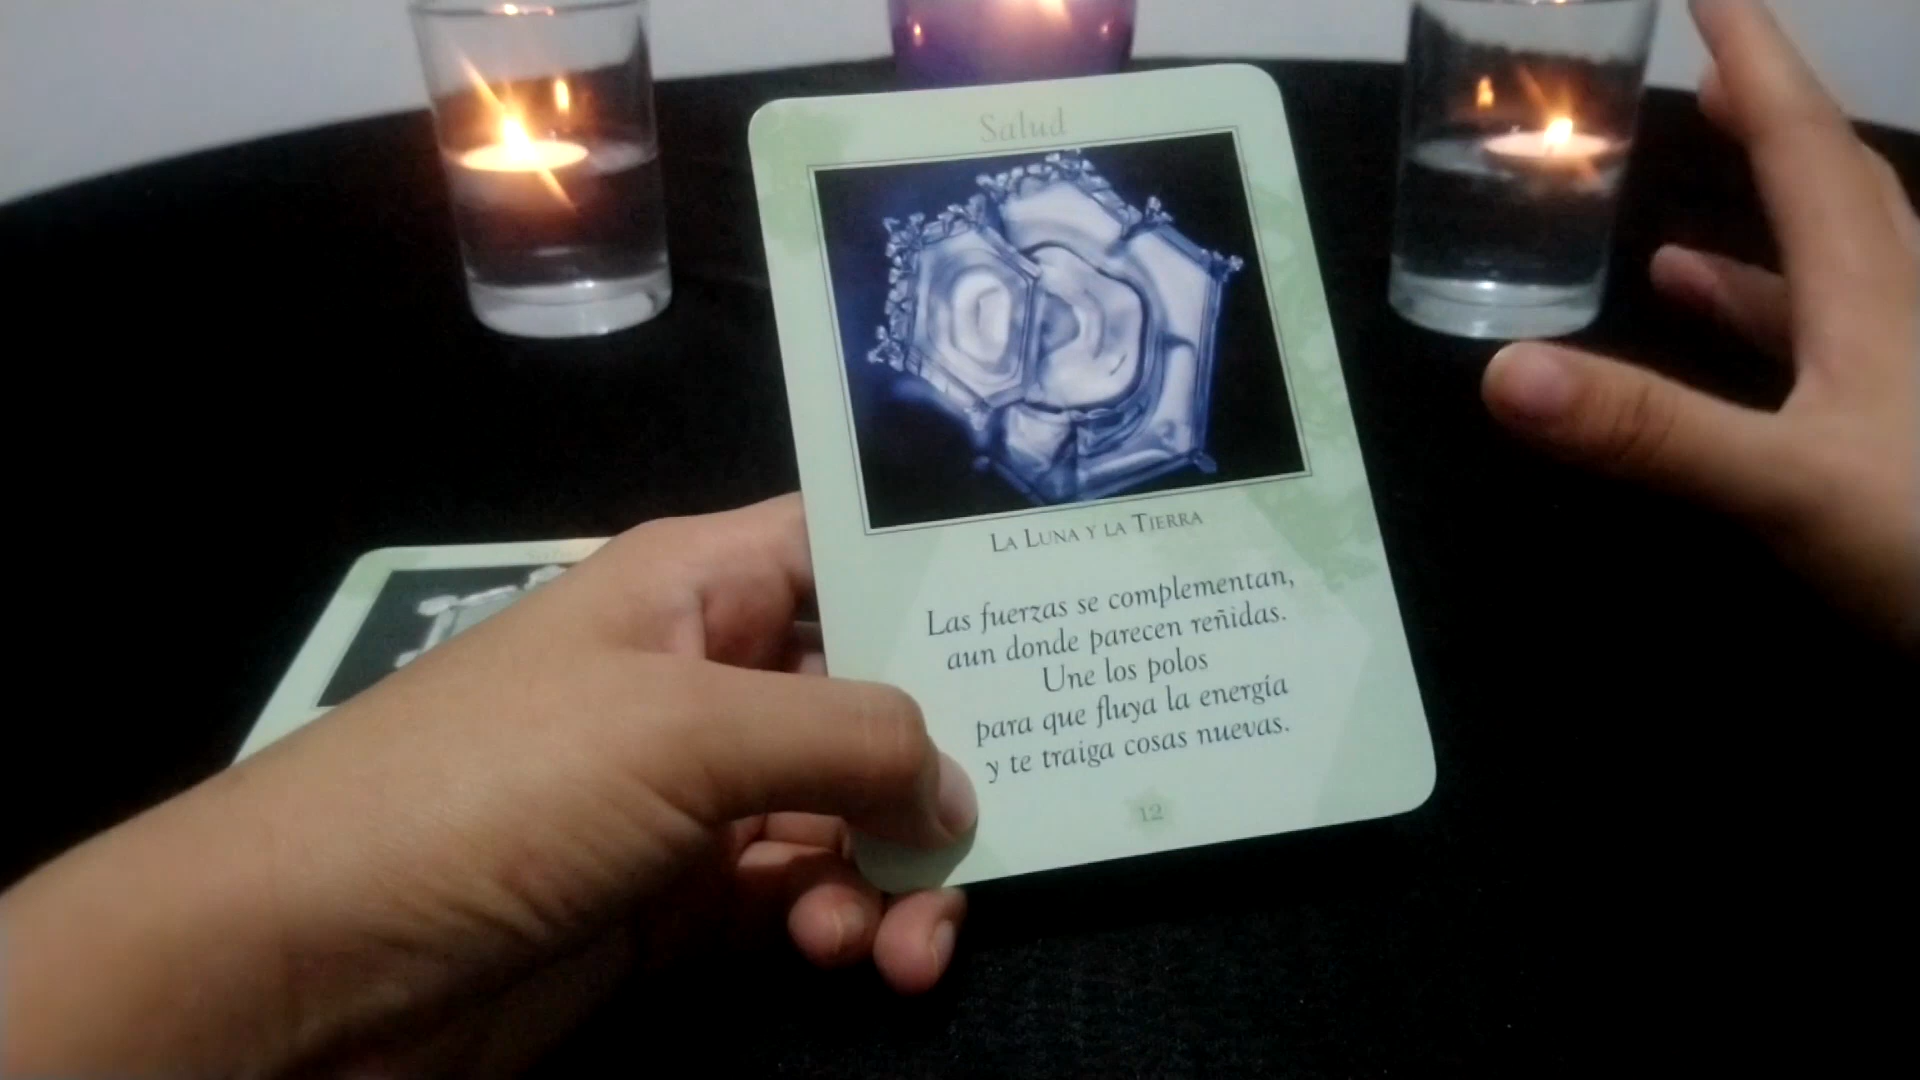 Salud
LA LUNA Y LA TIERRA
Las fuerzas se complementan,
aun donde parecen reñidas.
Une los polos
para que fluya la energía
y te traiga cosas nuevas.
12